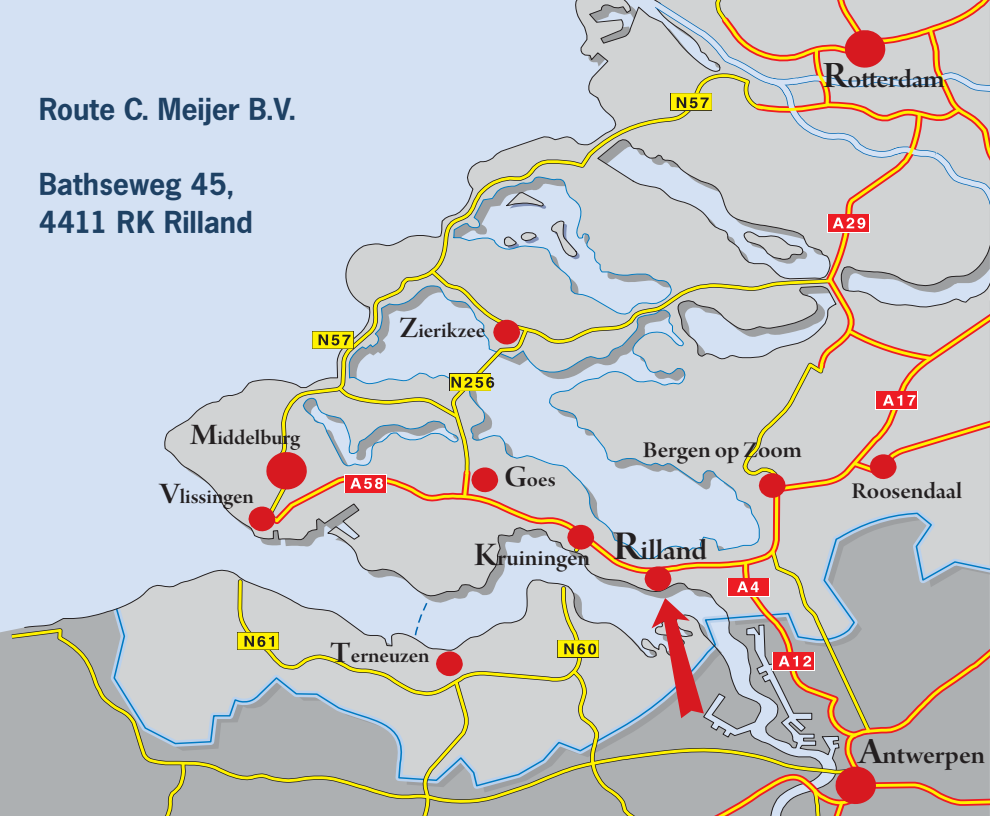 Route C. Meijer B.V.
Bathseweg 45,
4411 RK Rilland
Rotterdam
N57
A29
Zierikzee
N57
N256
A17
Middelburg
Bergen op Zoom
Vlissingen
A58
Goes
Roosendaal
Kruiningen
Rilland
A4
N61
Terneuzen
N60
A12
Antwerpen